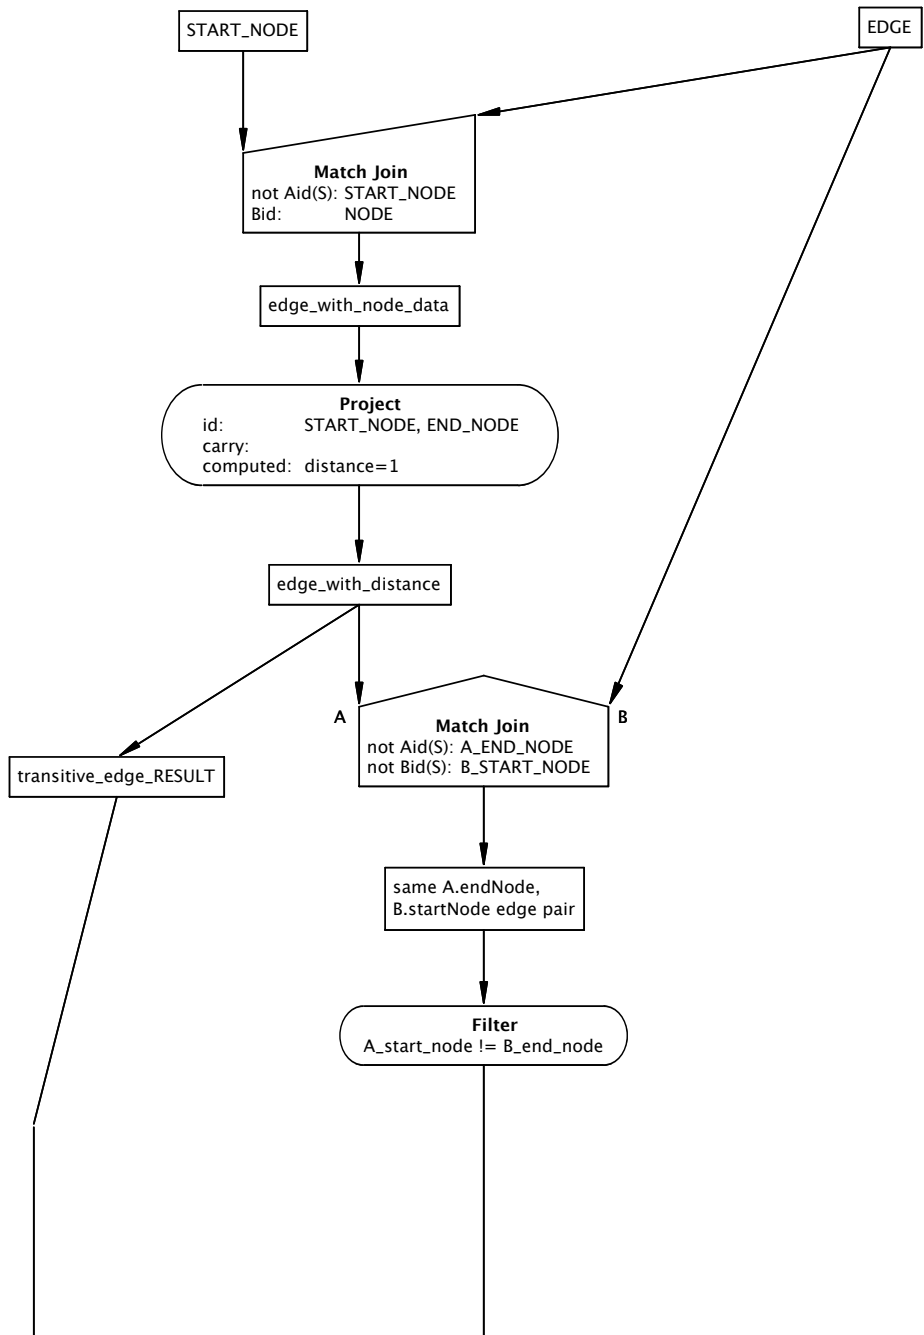 START_NODE
EDGE
Match Join
not Aid(S): START_NODE
Bid: NODE
edge_with_node_data
Project
id: START_NODE, END_NODE
carry:
computed: distance=1
edge_with_distance
A
B
Match Join
not Aid(S): A_END_NODE
not Bid(S): B_START_NODE
transitive_edge_RESULT
same A.endNode,
B.startNode edge pair
Filter
A_start_node != B_end_node